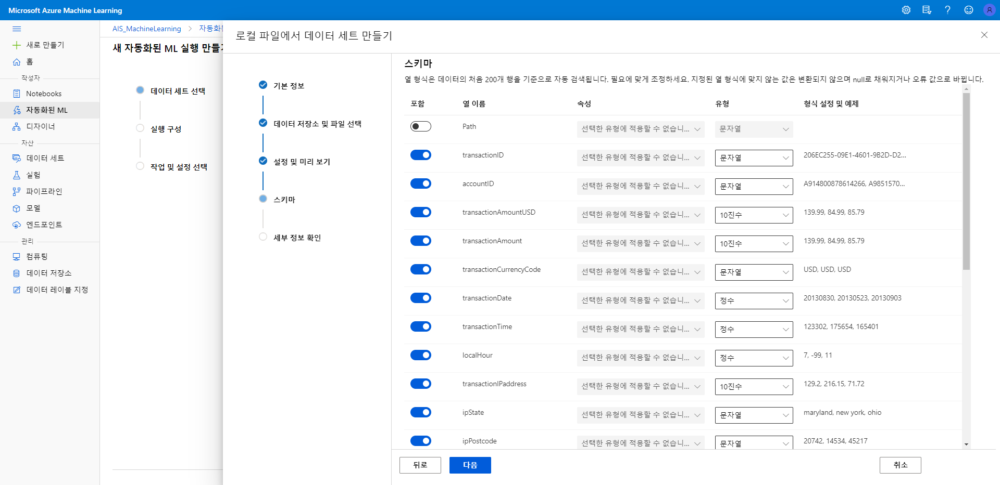 Microsoft Azure Machine Learning
새로 만들기
홈
작성자
Notebooks
자동화된 ML
디자이너
자산
데이터 세트
실험
파이프라인
모델
엔드포인트
관리
컴퓨팅
데이터 저장소
데이터 레이블 지정
AIS_MachineLearning > 자동화된
새 자동화된 ML 실행 만들기
데이터 세트 선택
실행 구성
작업 및 설정 선택
로컬 파일에서 데이터 세트 만들기
기본 정보
데이터 저장소 및 파일 선택
설정 및 미리 보기
스키마
세부 정보 확인
스키마
열 형식은 데이터의 처음 200개 행을 기준으로 자동 검색됩니다. 필요에 맞게 조정하세요. 지정된 열 형식에 맞지 않는 값은 변환되지 않으며 null로 채워지거나 오류 값으로 바뀝니다.
포함 열 이름 속성 유형 형식 설정 및 예제
Path 선택한 유형에 적용할 수 없습니... 문자열
transactionID 선택한 유형에 적용할 수 없습니... 문자열 206EC255-09E1-4601-9B2D-D2...
accountID 선택한 유형에 적용할 수 없습니... 문자열 A914800878614266, A9851570...
transactionAmountUSD 선택한 유형에 적용할 수 없습니... 10진수 139.99, 84.99, 85.79
transactionAmount 선택한 유형에 적용할 수 없습니... 10진수 139.99, 84.99, 85.79
transactionCurrencyCode 선택한 유형에 적용할 수 없습니... 문자열 USD, USD, USD
transactionDate 선택한 유형에 적용할 수 없습니... 정수 20130830, 20130523, 20130903
transactionTime 선택한 유형에 적용할 수 없습니... 정수 123302, 175654, 165401
localHour 선택한 유형에 적용할 수 없습니... 정수 7, -99, 11
transactionIPaddress 선택한 유형에 적용할 수 없습니... 10진수 129.2, 216.15, 71.72
ipState 선택한 유형에 적용할 수 없습니... 문자열 maryland, new york, ohio
ipPostcode 선택한 유형에 적용할 수 없습니... 문자열 20742, 14534, 45217
뒤로 다음 취소